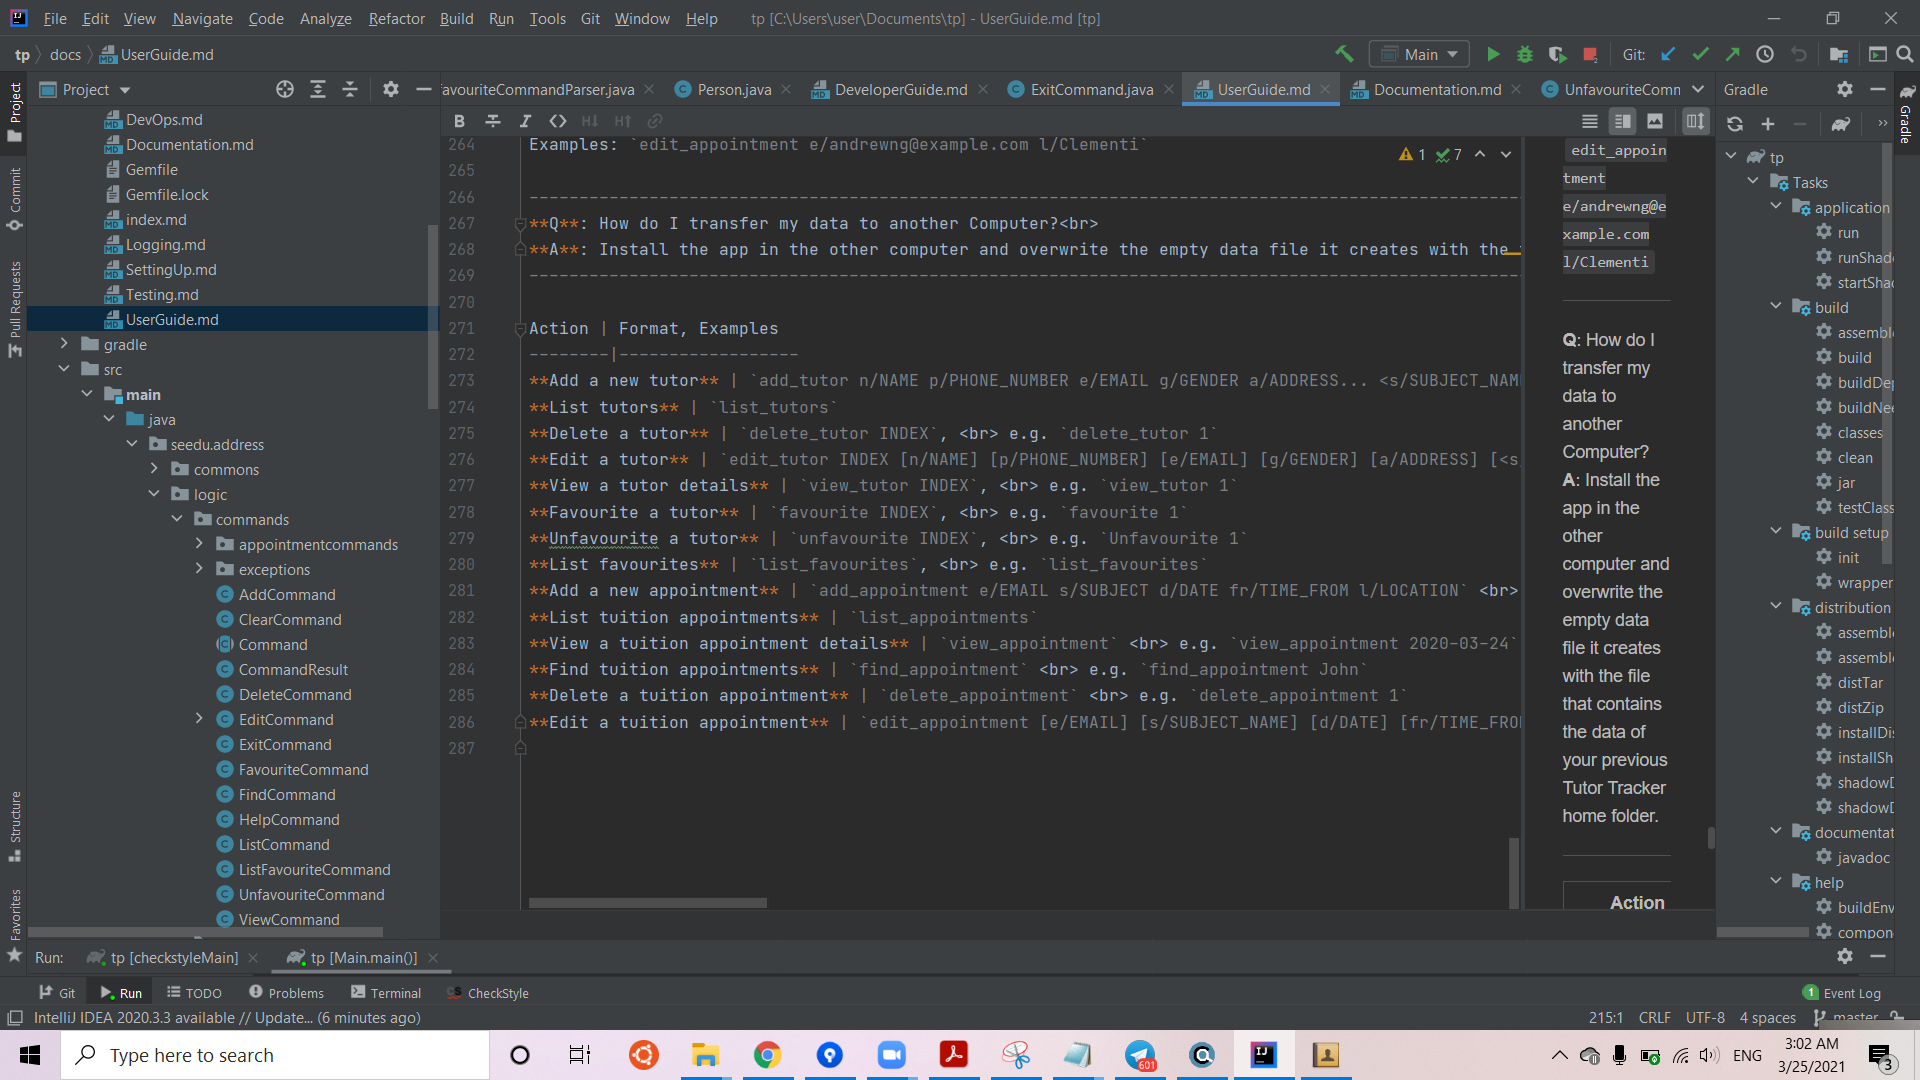 File Edit View Navigate Code Analyze Refactor Build Run Tools Git Window Help tp [C:\Users\user\Documents\tp] - UserGuide.md [tp]
tp docs UserGuide.md Main Git:
Project
avouriteCommandParser.java Person.java DeveloperGuide.md ExitCommand.java UserGuide.md Documentation.md UnfavouriteComm
Gradle
DevOps.md
Documentation.md
Gemfile
Gemfile.lock
index.md
Logging.md
SettingUp.md
Testing.md
UserGuide.md
gradle
src
main
java
seedu.address
commons
logic
commands
appointmentcommands
exceptions
AddCommand
ClearCommand
Command
CommandResult
DeleteCommand
EditCommand
ExitCommand
FavouriteCommand
FindCommand
HelpCommand
ListCommand
ListFavouriteCommand
UnfavouriteCommand
ViewCommand
Project
Commit
Pull Requests
Structure
Favorites
1 7
264 Examples: `edit_appointment e/andrewng@example.com l/Clementi`
265
266 ----------------------------------------------------------------------------------------------------
267 **Q**: How do I transfer my data to another Computer?<br>
268 **A**: Install the app in the other computer and overwrite the empty data file it creates with the
269 ----------------------------------------------------------------------------------------------------
270
271 Action | Format, Examples
272 --------|------------------
273 **Add a new tutor** | `add_tutor n/NAME p/PHONE_NUMBER e/EMAIL g/GENDER a/ADDRESS... <s/SUBJECT_NAM
274 **List tutors** | `list_tutors`
275 **Delete a tutor** | `delete_tutor INDEX`, <br> e.g. `delete_tutor 1`
276 **Edit a tutor** | `edit_tutor INDEX [n/NAME] [p/PHONE_NUMBER] [e/EMAIL] [g/GENDER] [a/ADDRESS] [<s
277 **View a tutor details** | `view_tutor INDEX`, <br> e.g. `view_tutor 1`
278 **Favourite a tutor** | `favourite INDEX`, <br> e.g. `favourite 1`
279 **Unfavourite a tutor** | `unfavourite INDEX`, <br> e.g. `Unfavourite 1`
280 **List favourites** | `list_favourites`, <br> e.g. `list_favourites`
281 **Add a new appointment** | `add_appointment e/EMAIL s/SUBJECT d/DATE fr/TIME_FROM l/LOCATION` <br>
282 **List tuition appointments** | `list_appointments`
283 **View a tuition appointment details** | `view_appointment` <br> e.g. `view_appointment 2020-03-24`
284 **Find tuition appointments** | `find_appointment` <br> e.g. `find_appointment John`
285 **Delete a tuition appointment** | `delete_appointment` <br> e.g. `delete_appointment 1`
286 **Edit a tuition appointment** | `edit_appointment [e/EMAIL] [s/SUBJECT_NAME] [d/DATE] [fr/TIME_FRO
287
edit_appoin
tment
e/andrewng@e
xample.com
l/Clementi
Q: How do I
transfer my
data to
another
Computer?
A: Install the
app in the
other
computer and
overwrite the
empty data
file it creates
with the file
that contains
the data of
your previous
Tutor Tracker
home folder.
Action
tp
Tasks
application
run
runShad
startSha
build
assembl
build
buildDe
buildNee
classes
clean
jar
testClass
build setup
init
wrapper
distribution
assembl
assembl
distTar
distZip
installDis
installSh
shadowD
shadowD
documentat
javadoc
help
buildEnv
compon
Gradle
Run: tp [checkstyleMain] tp [Main.main()]
Git Run TODO Problems Terminal CheckStyle 1 Event Log
IntelliJ IDEA 2020.3.3 available // Update... (6 minutes ago) 215:1 CRLF UTF-8 4 spaces master
Type here to search 601 ENG 3:02 AM
3/25/2021 3